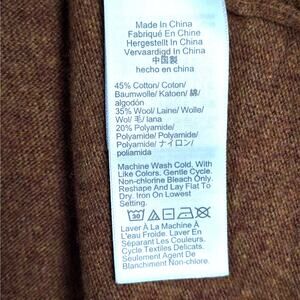 Made In China
Fabriqué En Chine
Hergestellt In China
Vervaardigd In China
中国製
hecho en china
45% Cotton/ Coton/
Baumwolle/ Katoen/ 綿/
algodón
35% Wool/ Laine/ Wolle/
Wol/ 毛/ lana
20% Polyamide/
Polyamide/ Polyamide/
Polyamide/ ナイロン/
poliamida
Machine Wash Cold. With
Like Colors. Gentle Cycle.
Non-chlorine Bleach Only.
Reshape And Lay Flat To
Dry. Iron On Lowest
Setting.
30
Laver À La Machine À
L'eau Froide. Laver En
Séparant Les Couleurs.
Cycle Textiles Délicats.
Seulement Agent De
Blanchiment Non-chlore.